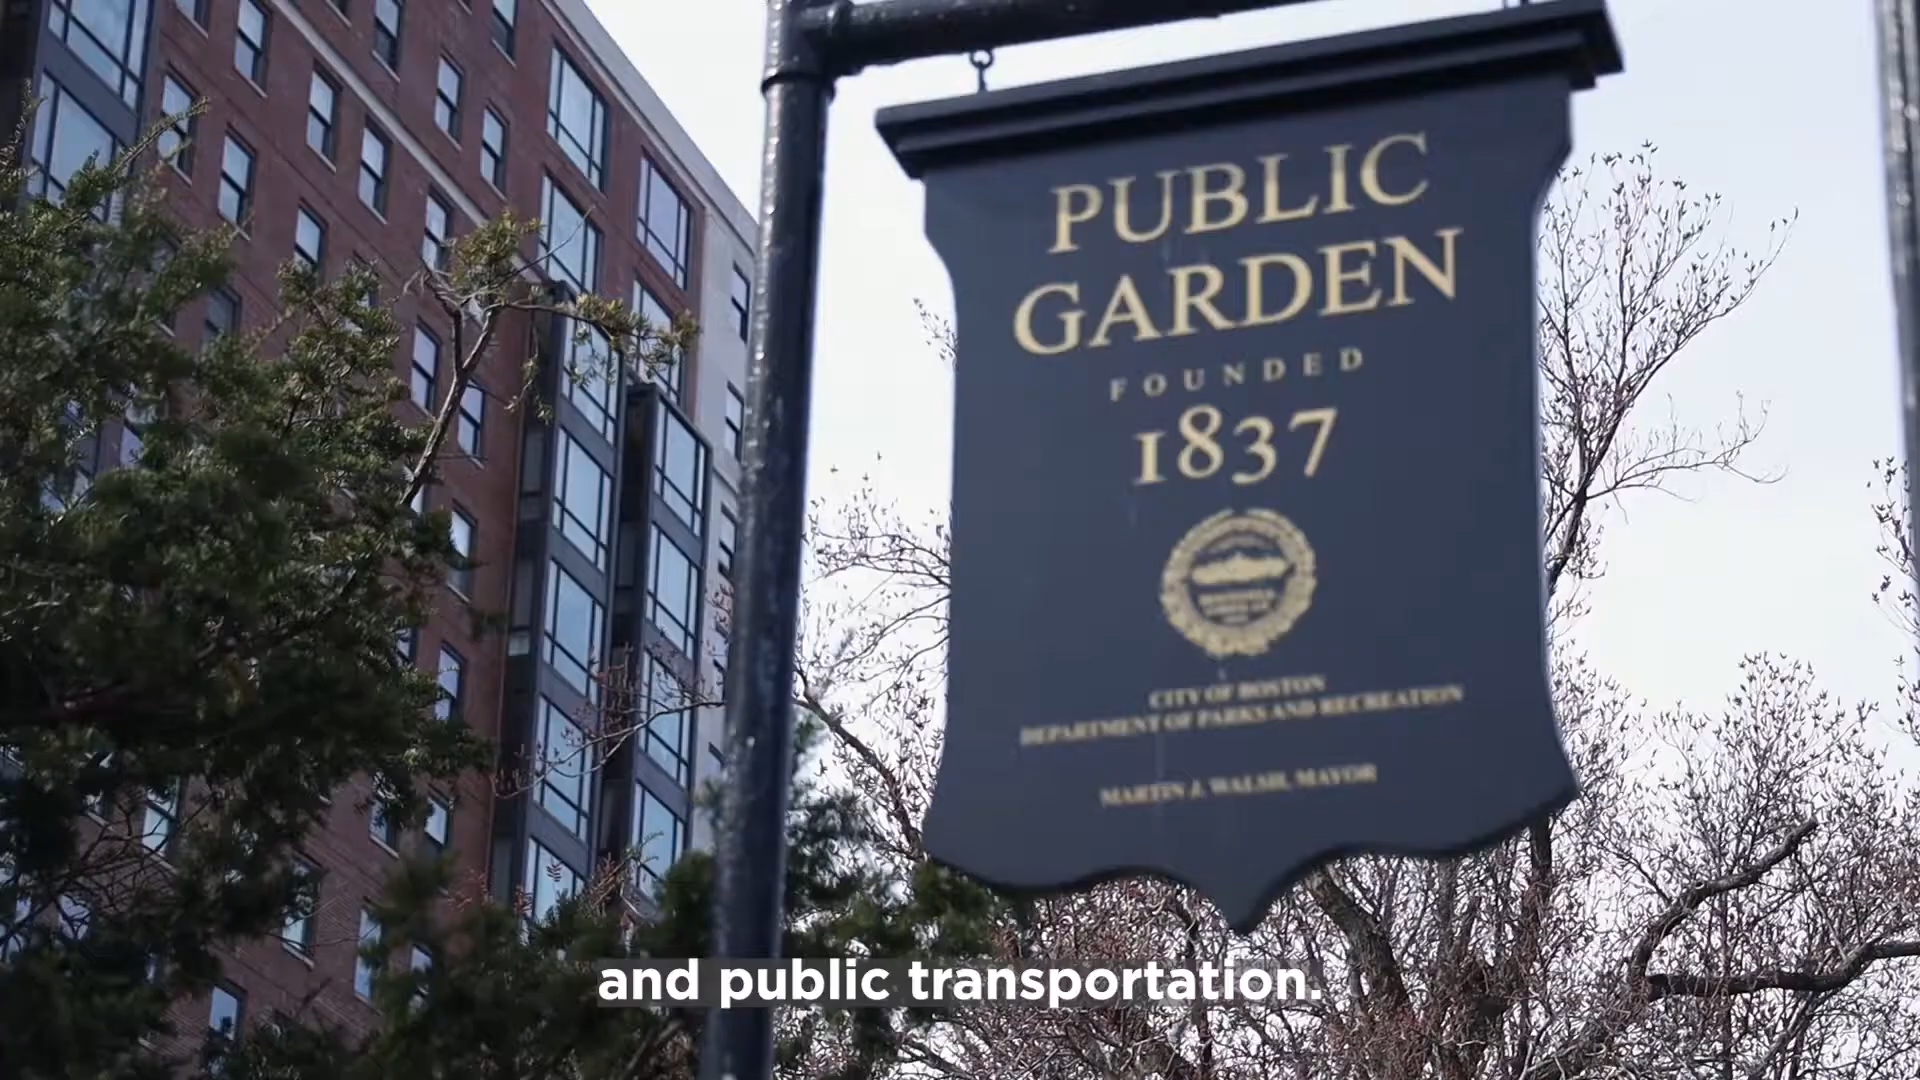 PUBLIC
GARDEN
FOUNDED
1837
CITY OF BOSTON
DEPARTMENT OF PARKS AND RECREATION
MARTIN J. WALSH, MAYOR
and public transportation.